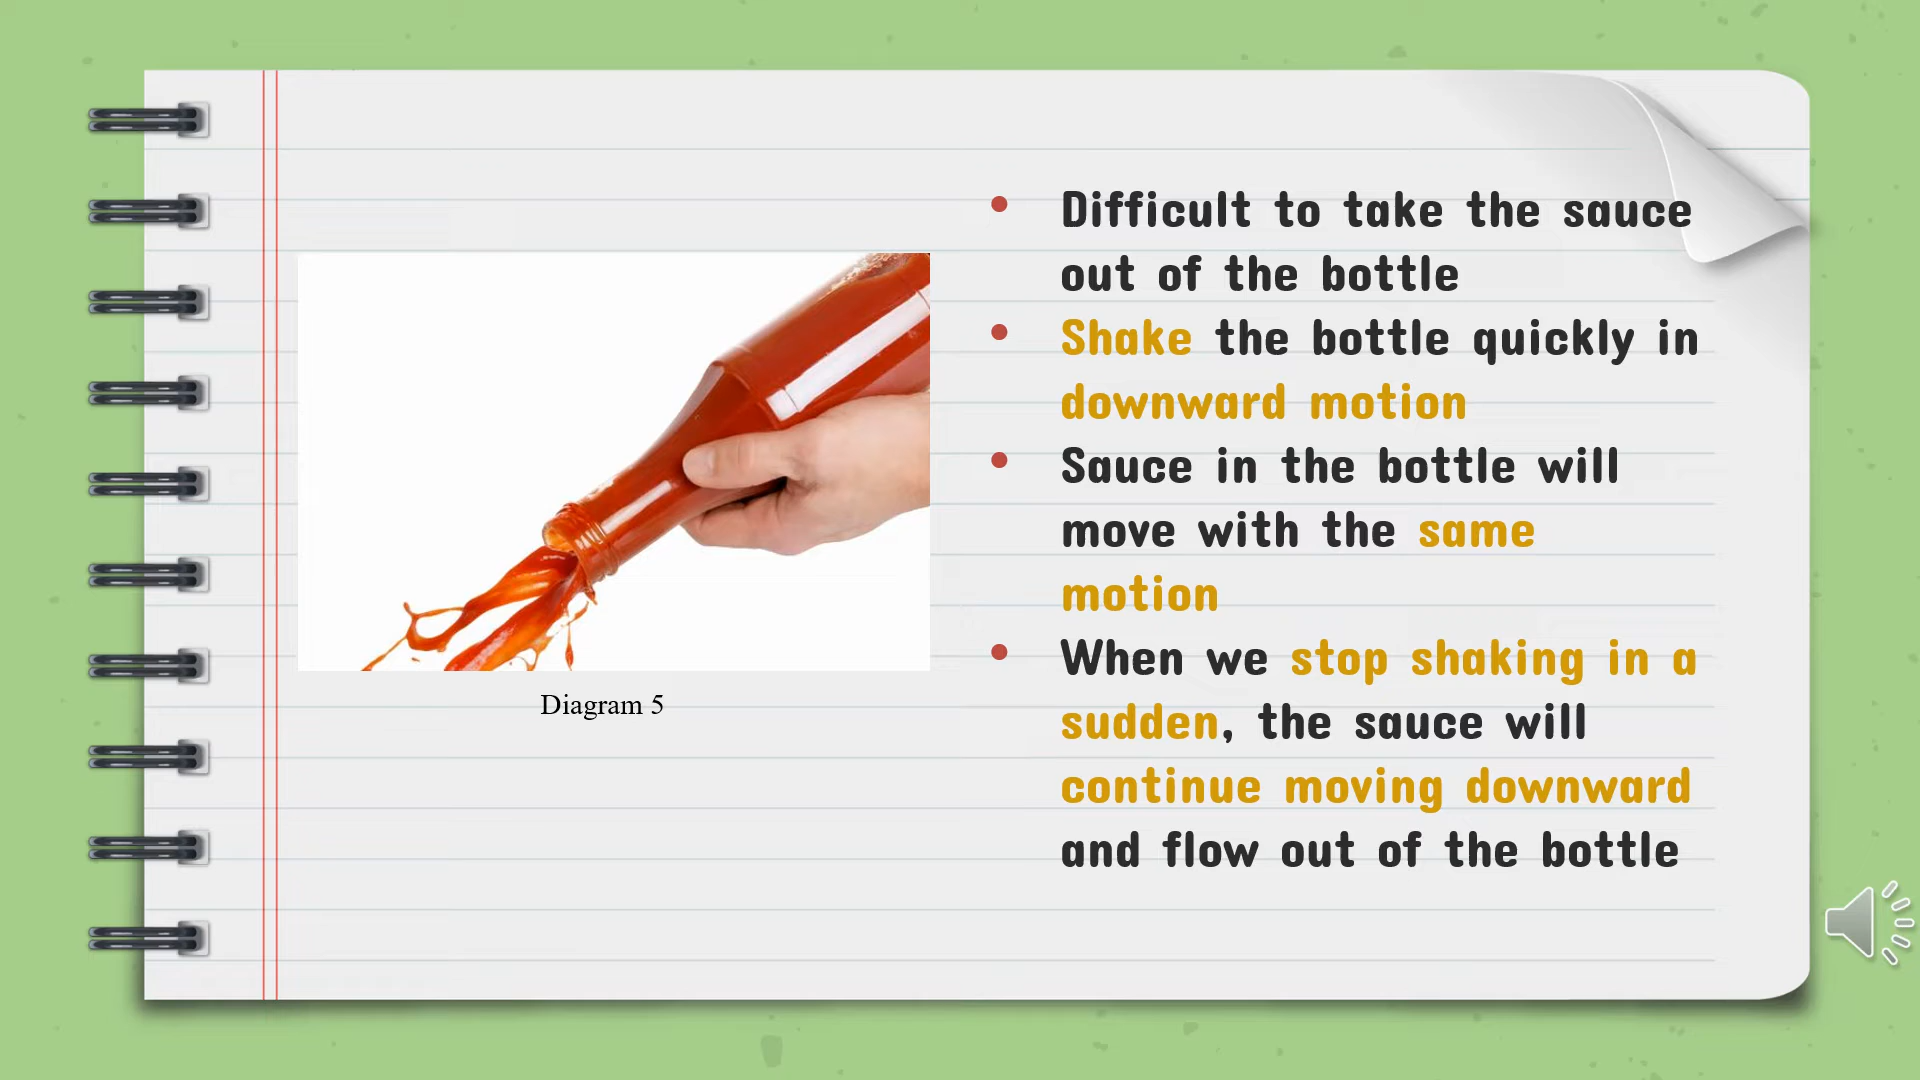 Difficult to take the sauce
out of the bottle
Shake the bottle quickly in
downward motion
Sauce in the bottle will
move with the same
motion
When we stop shaking in a
sudden, the sauce will
continue moving downward
and flow out of the bottle
Diagram 5